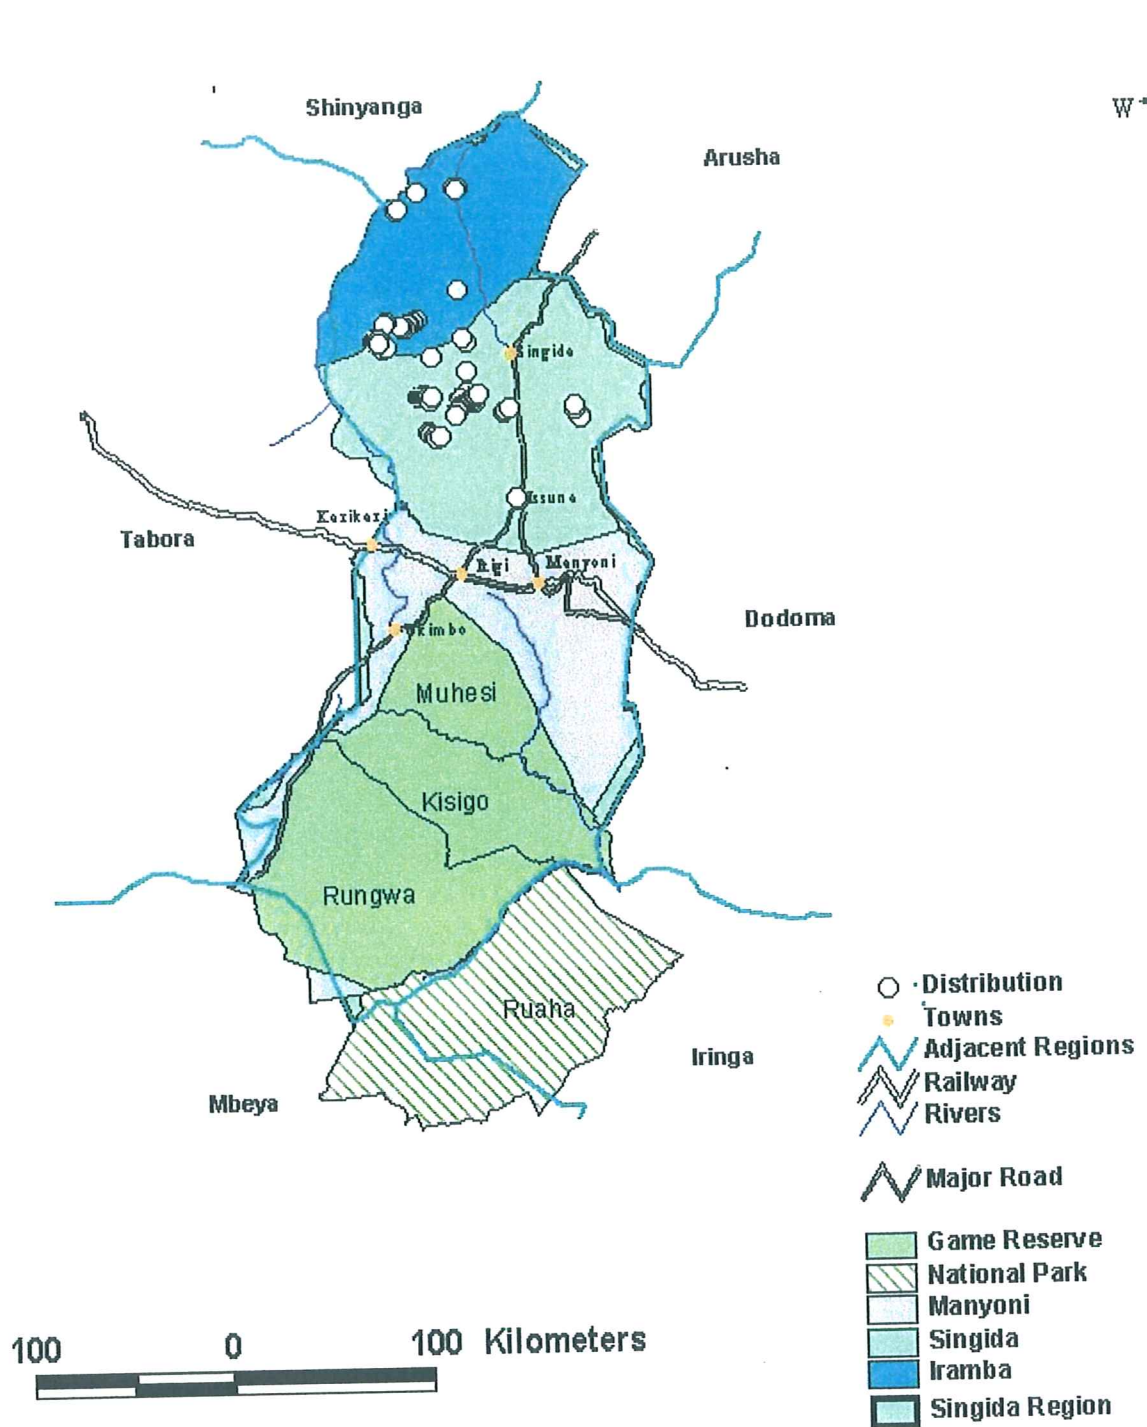 Shinyanga
W
Arusha
Singida
Issuna
Kazikazi
Tabora
Itigi
Manyoni
Dodoma
Muhesi
Kisigo
Rungwa
Ruaha
Iringa
Mbeya
Distribution
Towns
Adjacent Regions
Railway
Rivers
Major Road
Game Reserve
National Park
Manyoni
Singida
Iramba
Singida Region
100 0 100 Kilometers